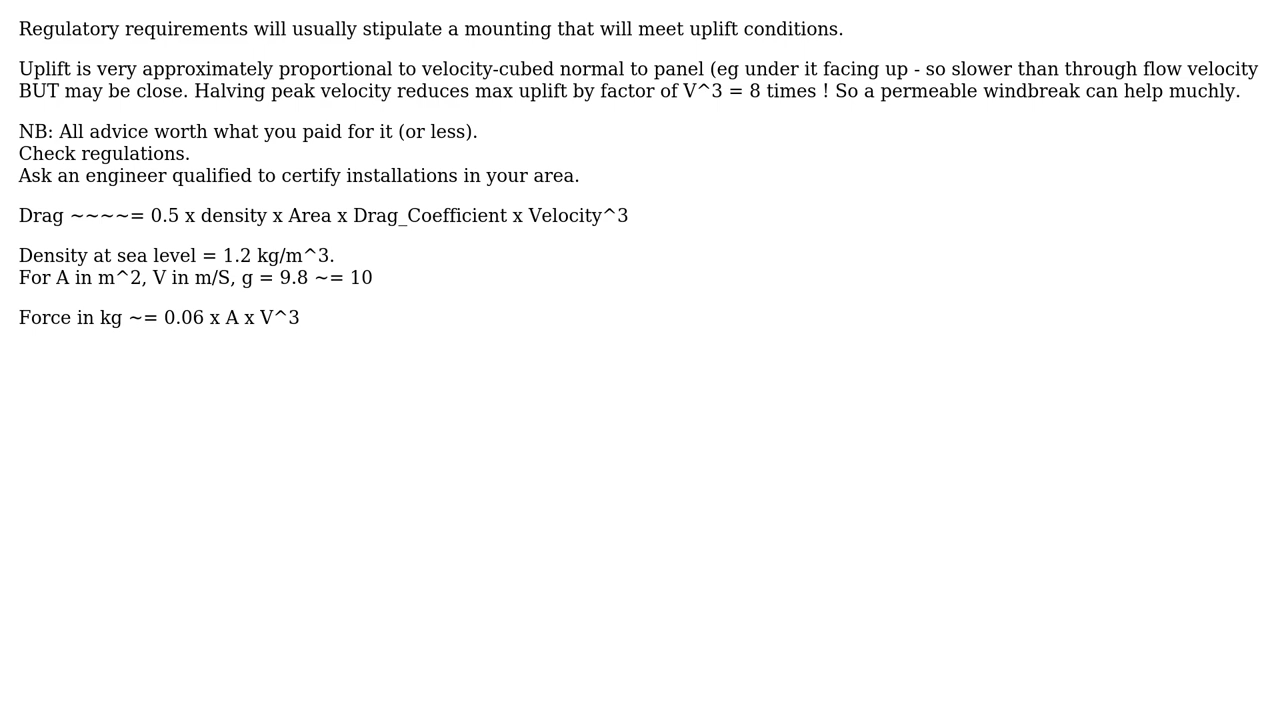 Regulatory requirements will usually stipulate a mounting that will meet uplift conditions.
Uplift is very approximately proportional to velocity-cubed normal to panel (eg under it facing up - so slower than through flow velocity
BUT may be close. Halving peak velocity reduces max uplift by factor of V^3 = 8 times ! So a permeable windbreak can help muchly.
NB: All advice worth what you paid for it (or less).
Check regulations.
Ask an engineer qualified to certify installations in your area.
Drag ~~~~= 0.5 x density x Area x Drag_Coefficient x Velocity^3
Density at sea level = 1.2 kg/m^3.
For A in m^2, V in m/S, g = 9.8 ~= 10
Force in kg ~= 0.06 x A x V^3